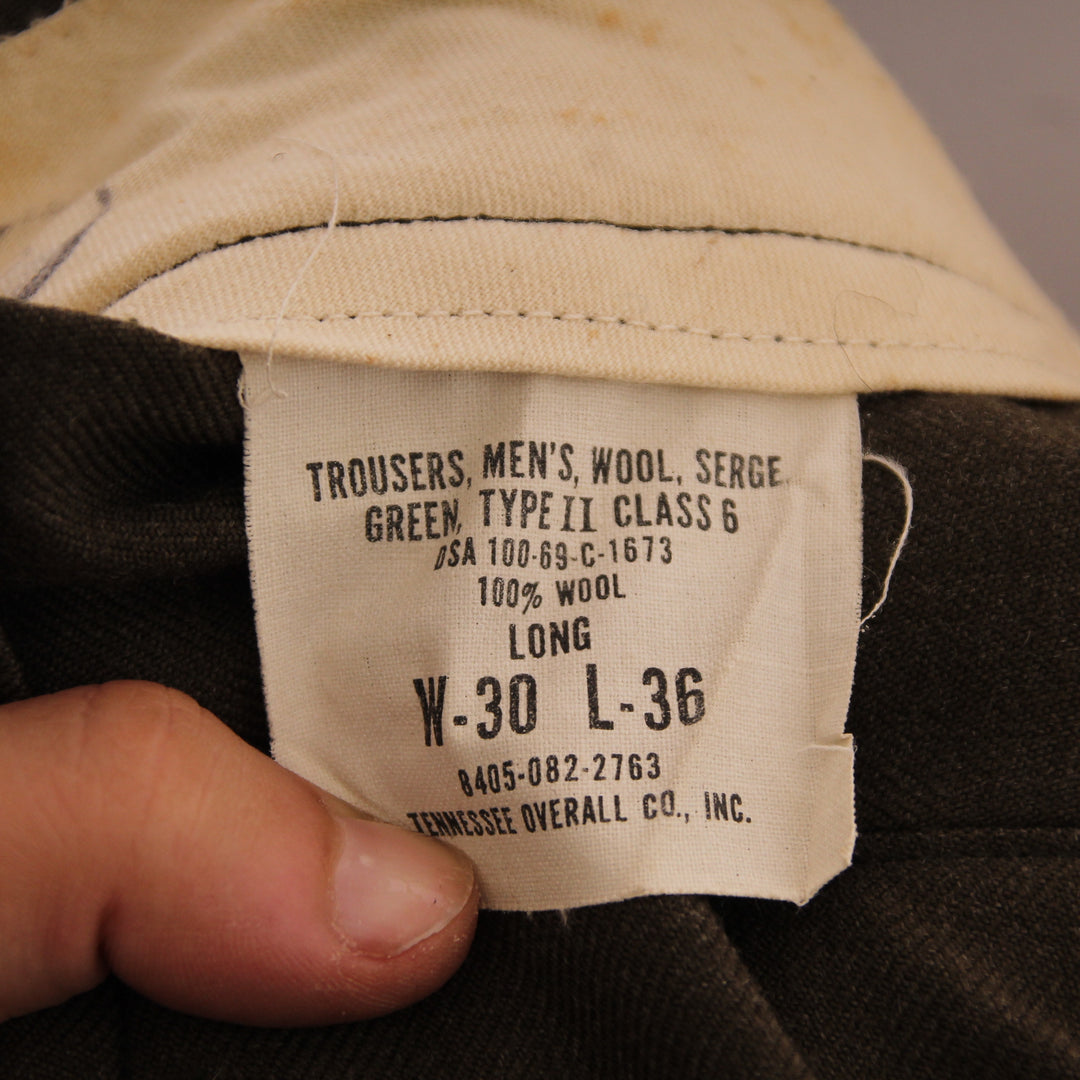 TROUSERS, MEN'S, WOOL, SERGE,
GREEN, TYPE II CLASS 6
DSA 100-69-C-1673
100% WOOL
LONG
W-30 L-36
8405-082-2763
TENNESSEE OVERALL CO., INC.